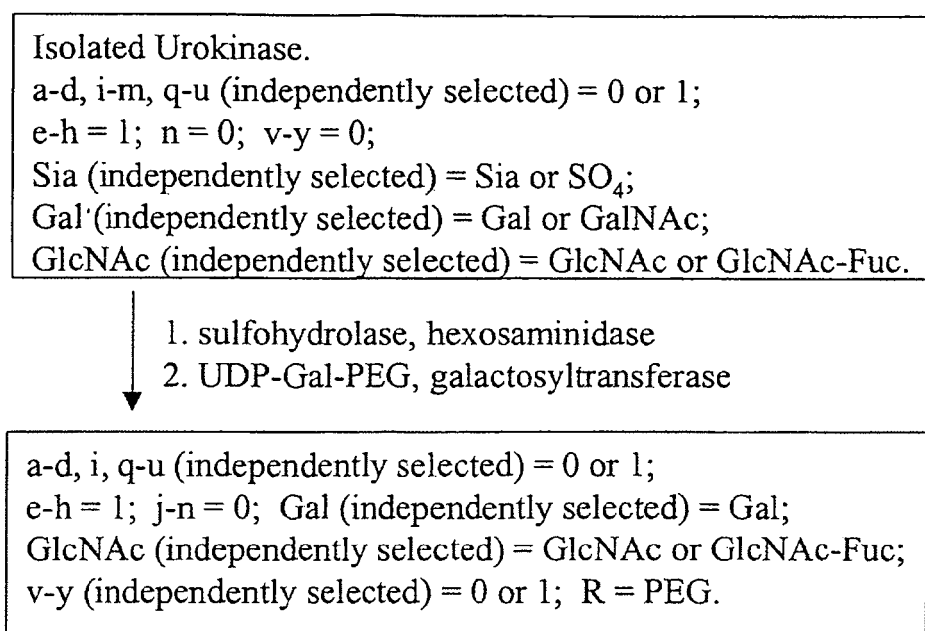 Isolated Urokinase.
a-d, i-m, q-u (independently selected) = 0 or 1;
e-h = 1; n = 0; v-y = 0;
Sia (independently selected) = Sia or SO₄;
Gal (independently selected) = Gal or GalNAc;
GlcNAc (independently selected) = GlcNAc or GlcNAc-Fuc.
1. sulfohydrolase, hexosaminidase
2. UDP-Gal-PEG, galactosyltransferase
a-d, i, q-u (independently selected) = 0 or 1;
e-h = 1; j-n = 0; Gal (independently selected) = Gal;
GlcNAc (independently selected) = GlcNAc or GlcNAc-Fuc;
v-y (independently selected) = 0 or 1; R = PEG.